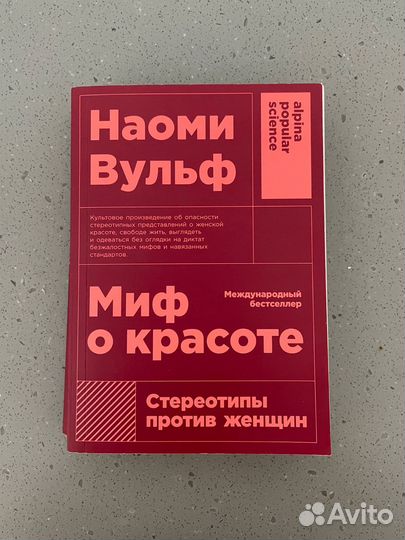 Наоми
Вульф
alpina
popular
science
Культовое произведение об опасности
стереотипных представлений о женской
красоте, свободе жить, выглядеть
и одеваться без оглядки на диктат
безжалостных мифов и навязанных
стандартов
Международный
бестселлер
Миф
о красоте
Стереотипы
против женщин
Avito